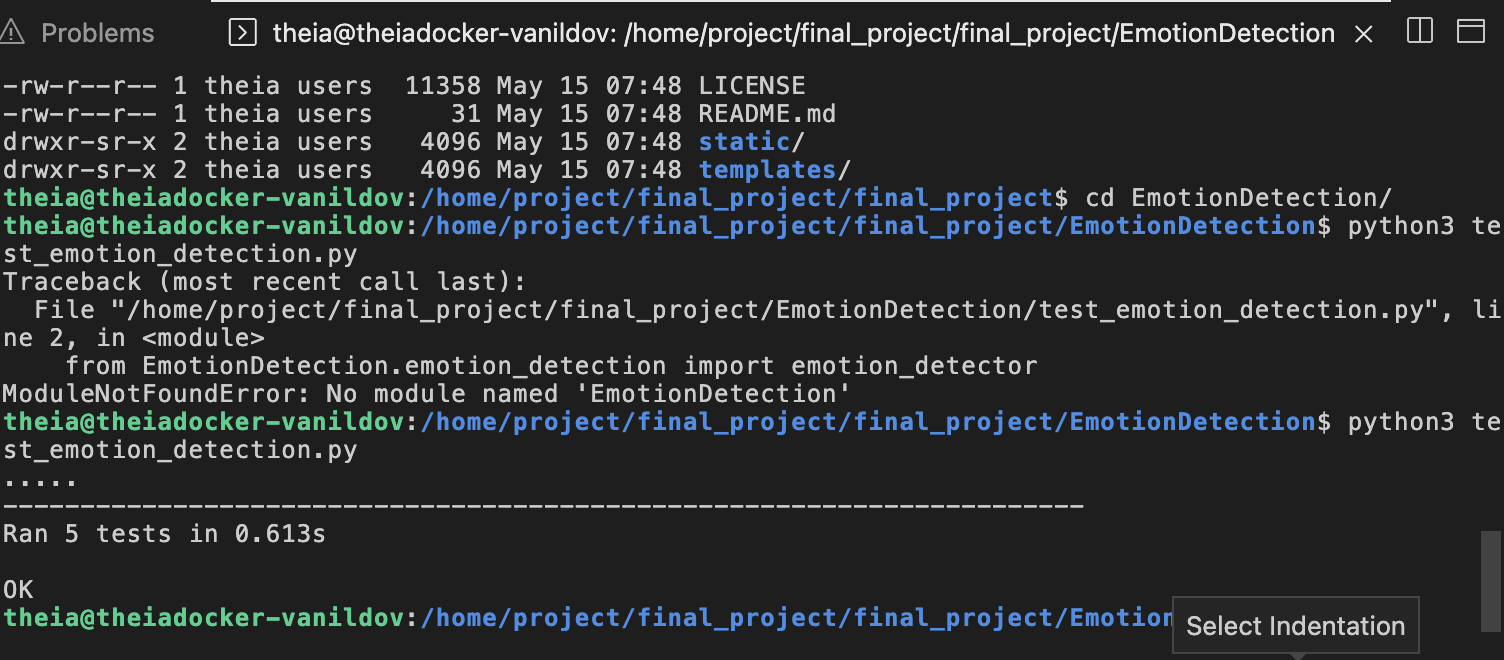 Problems
theia@theiadocker-vanildov: /home/project/final_project/final_project/EmotionDetection
-rw-r--r-- 1 theia users  11358 May 15 07:48 LICENSE
-rw-r--r-- 1 theia users     31 May 15 07:48 README.md
drwxr-sr-x 2 theia users   4096 May 15 07:48 static/
drwxr-sr-x 2 theia users   4096 May 15 07:48 templates/
theia@theiadocker-vanildov:/home/project/final_project/final_project$ cd EmotionDetection/
theia@theiadocker-vanildov:/home/project/final_project/final_project/EmotionDetection$ python3 te
st_emotion_detection.py
Traceback (most recent call last):
  File "/home/project/final_project/final_project/EmotionDetection/test_emotion_detection.py", li
ne 2, in <module>
    from EmotionDetection.emotion_detection import emotion_detector
ModuleNotFoundError: No module named 'EmotionDetection'
theia@theiadocker-vanildov:/home/project/final_project/final_project/EmotionDetection$ python3 te
st_emotion_detection.py
.....
----------------------------------------------------------------------
Ran 5 tests in 0.613s

OK
theia@theiadocker-vanildov:/home/project/final_project/final_project/Emotion
Select Indentation